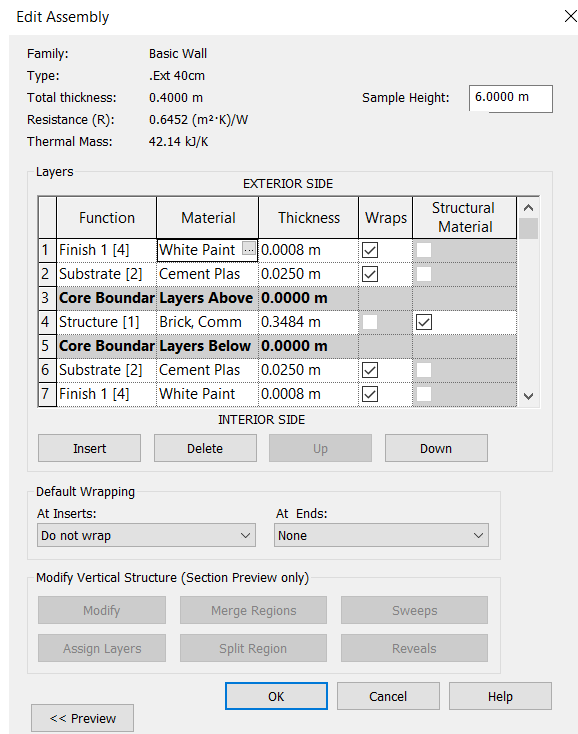 Edit Assembly
Family: Basic Wall
Type: .Ext 40cm
Total thickness: 0.4000 m Sample Height: 6.0000 m
Resistance (R): 0.6452 (m²·K)/W
Thermal Mass: 42.14 kJ/K
Layers
EXTERIOR SIDE
Function Material Thickness Wraps Structural Material
1 Finish 1 [4] White Paint ... 0.0008 m
2 Substrate [2] Cement Plas 0.0250 m
3 Core Boundar Layers Above 0.0000 m
4 Structure [1] Brick, Comm 0.3484 m
5 Core Boundar Layers Below 0.0000 m
6 Substrate [2] Cement Plas 0.0250 m
7 Finish 1 [4] White Paint 0.0008 m
INTERIOR SIDE
Insert Delete Up Down
Default Wrapping
At Inserts: At Ends:
Do not wrap None
Modify Vertical Structure (Section Preview only)
Modify Merge Regions Sweeps
Assign Layers Split Region Reveals
OK Cancel Help
<< Preview